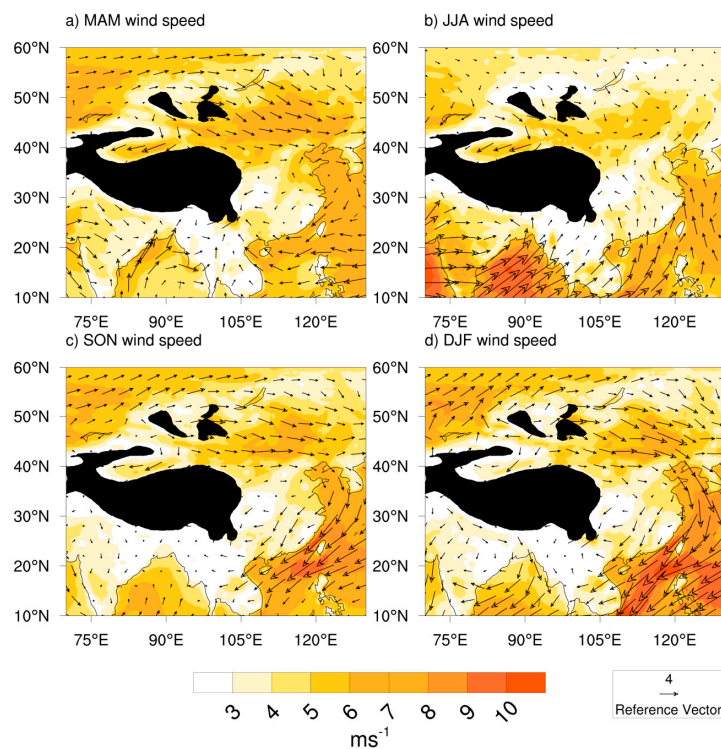 a) MAM wind speed
b) JJA wind speed
60°N
50°N
40°N
30°N
20°N
10°N
60°N
50°N
40°N
30°N
20°N
10°N
75°E 90°E 105°E 120°E
75°E 90°E 105°E 120°E
c) SON wind speed
d) DJF wind speed
60°N
50°N
40°N
30°N
20°N
10°N
60°N
50°N
40°N
30°N
20°N
10°N
75°E 90°E 105°E 120°E
75°E 90°E 105°E 120°E
3 4 5 6 7 8 9 10
ms⁻¹
4
Reference Vector